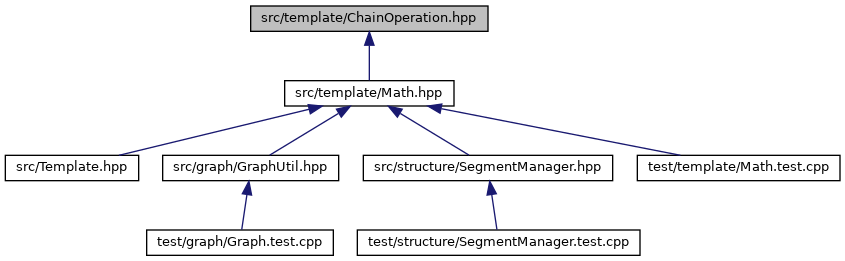 src/template/ChainOperation.hpp
src/template/Math.hpp
src/Template.hpp
src/graph/GraphUtil.hpp
src/structure/SegmentManager.hpp
test/template/Math.test.cpp
test/graph/Graph.test.cpp
test/structure/SegmentManager.test.cpp